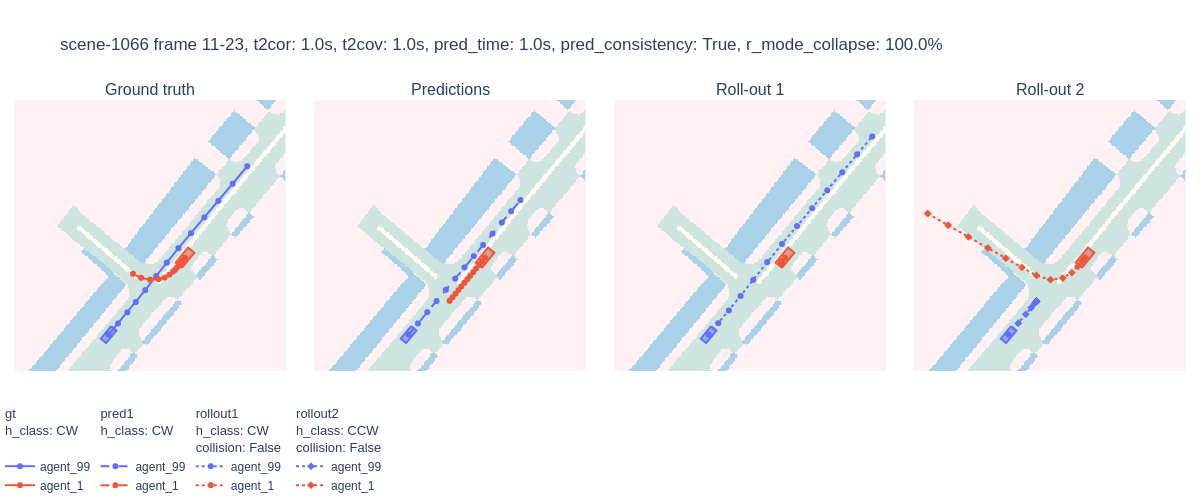 scene-1066 frame 11-23, t2cor: 1.0s, t2cov: 1.0s, pred_time: 1.0s, pred_consistency: True, r_mode_collapse: 100.0%
Ground truth
Predictions
Roll-out 1
Roll-out 2
gt
h_class: CW
agent_99
agent_1
pred1
h_class: CW
agent_99
agent_1
rollout1
h_class: CW
collision: False
agent_99
agent_1
rollout2
h_class: CCW
collision: False
agent_99
agent_1